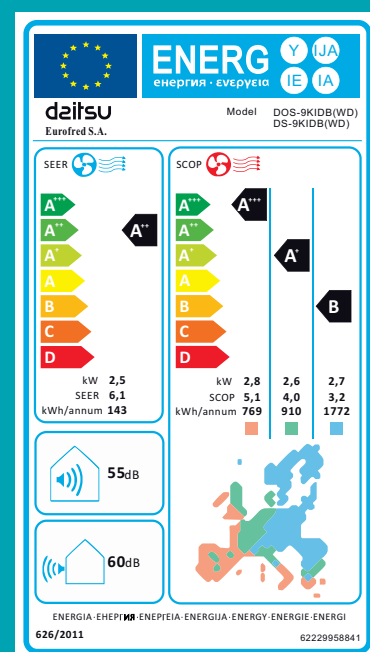 ENERG Y IJA
енергия · ενεργεια IE IA
daitsu
Eurofred S.A.
Model DOS-9KIDB(WD)
DS-9KIDB(WD)
SEER
A+++
A++
A+
A
B
C
D
A++
kW 2,5
SEER 6,1
kWh/annum 143
SCOP
A+++
A++
A+
A
B
C
D
A+++
A+
B
kW 2,8 2,6 2,7
SCOP 5,1 4,0 3,2
kWh/annum 769 910 1772
55dB
60dB
ENERGIA·ЕНЕРГИЯ·ΕΝΕΡΓΕΙΑ·ENERGIJA·ENERGY·ENERGIE·ENERGI
626/2011
62229958841